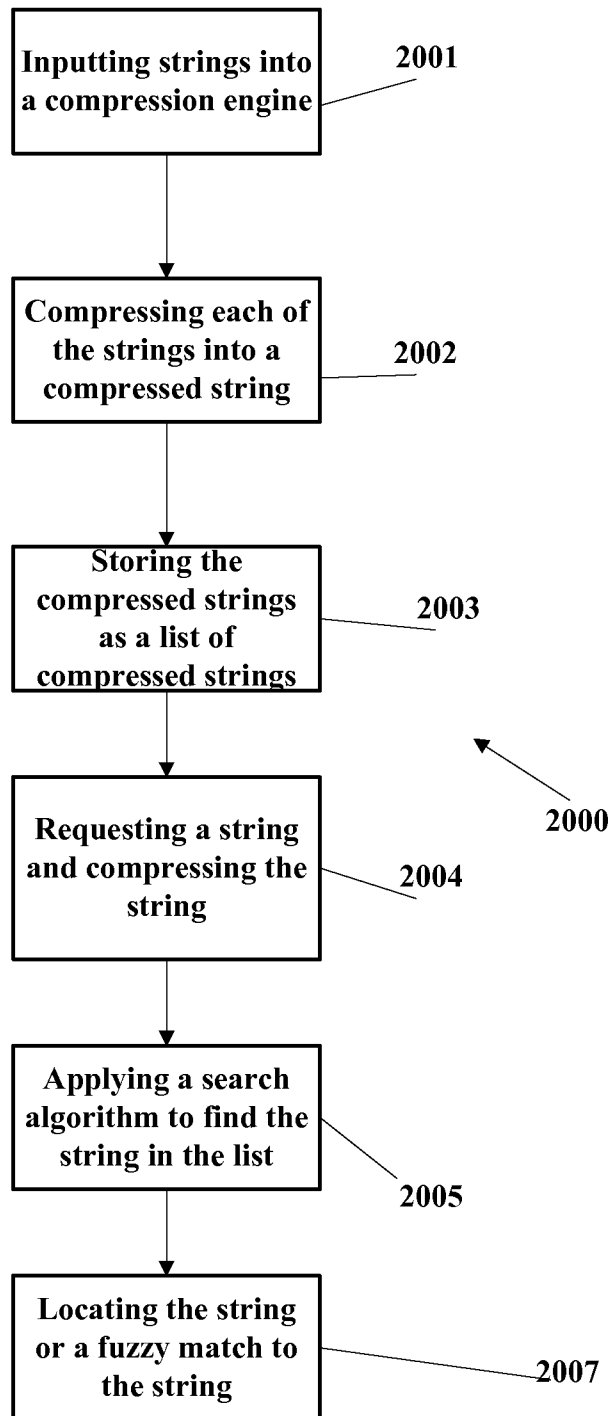 Inputting strings into
a compression engine
2001
Compressing each of
the strings into a
compressed string
2002
Storing the
compressed strings
as a list of
compressed strings
2003
2000
Requesting a string
and compressing the
string
2004
Applying a search
algorithm to find the
string in the list
2005
Locating the string
or a fuzzy match to
the string
2007